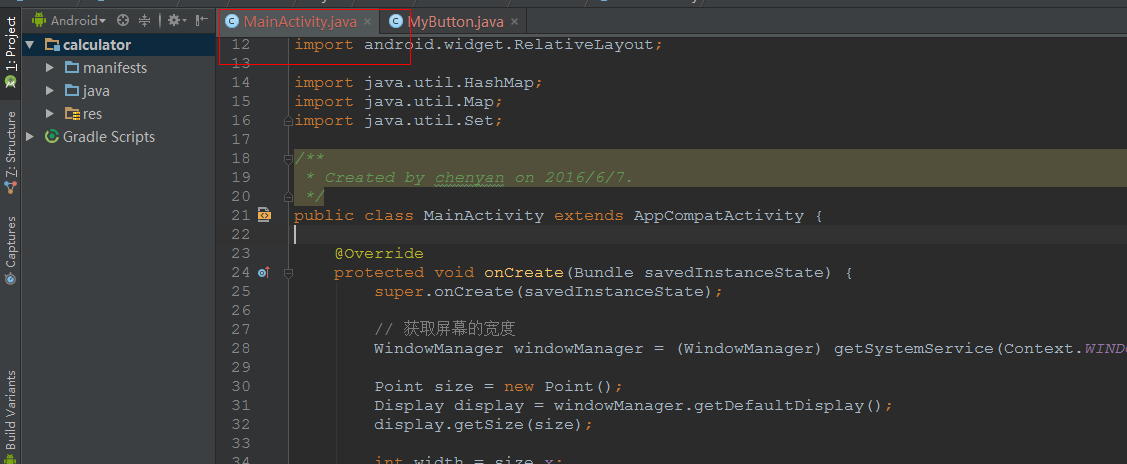 Android
MainActivity.java
MyButton.java
1: Project
calculator
manifests
java
res
Gradle Scripts
Z: Structure
Captures
Build Variants
12 import android.widget.RelativeLayout;
13
14 import java.util.HashMap;
15 import java.util.Map;
16 import java.util.Set;
17
18 /**
19 * Created by chenyan on 2016/6/7.
20 */
21 public class MainActivity extends AppCompatActivity {
22
23 @Override
24 protected void onCreate(Bundle savedInstanceState) {
25 super.onCreate(savedInstanceState);
26
27 // 获取屏幕的宽度
28 WindowManager windowManager = (WindowManager) getSystemService(Context.WIND
29
30 Point size = new Point();
31 Display display = windowManager.getDefaultDisplay();
32 display.getSize(size);
33
34 int width = size.x;